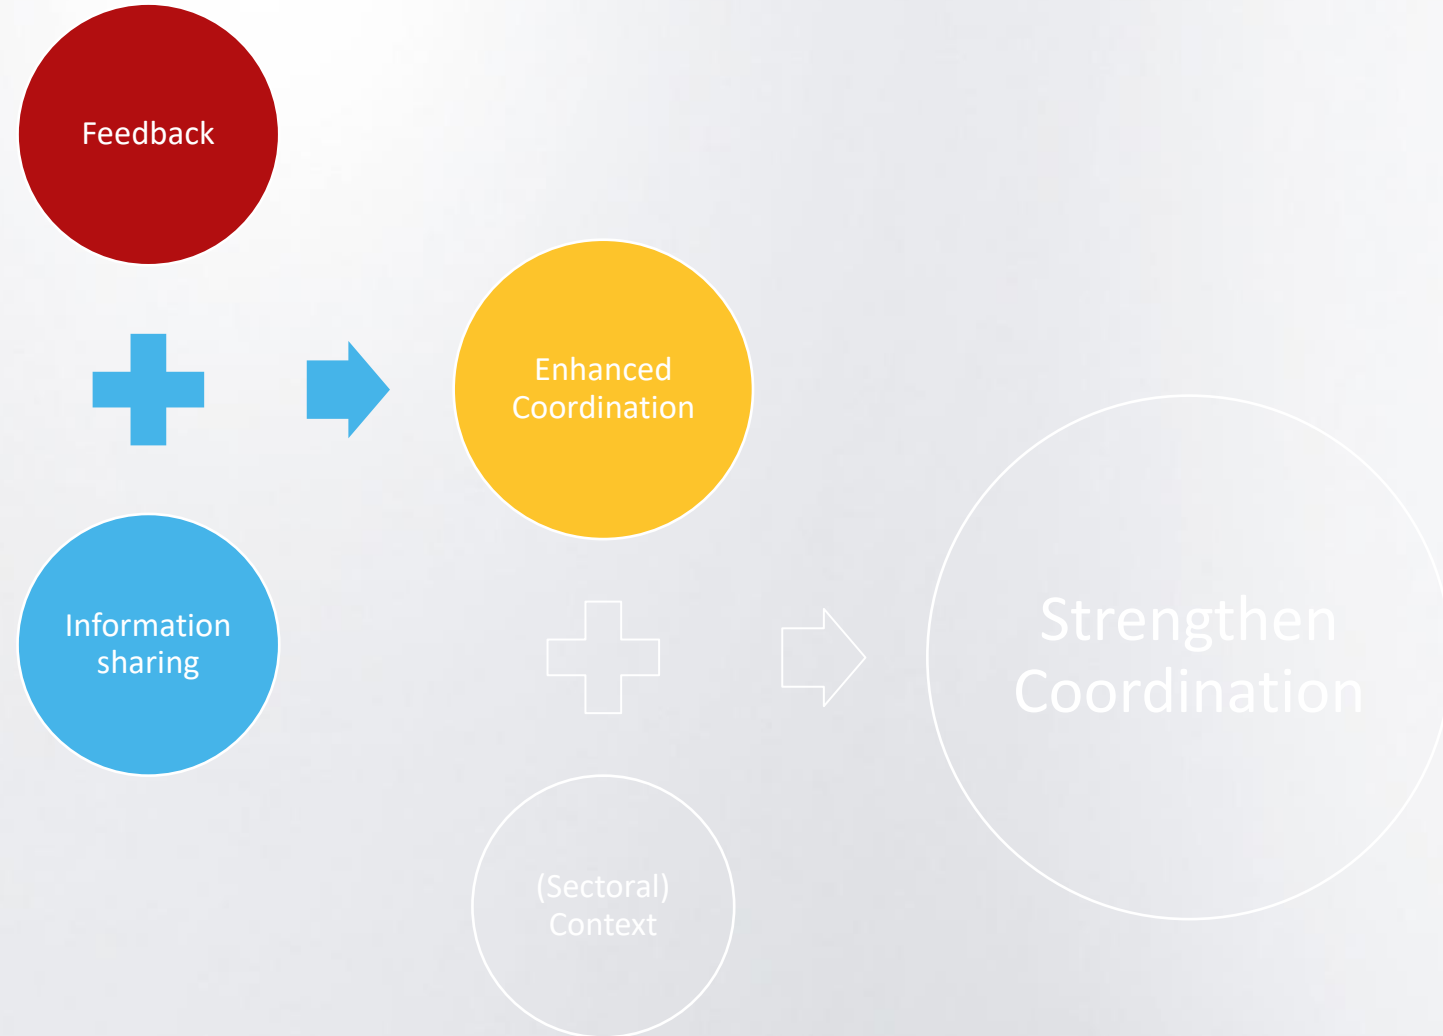 Feedback
Information
sharing
Enhanced
Coordination
(Sectoral)
Context
Strengthen
Coordination